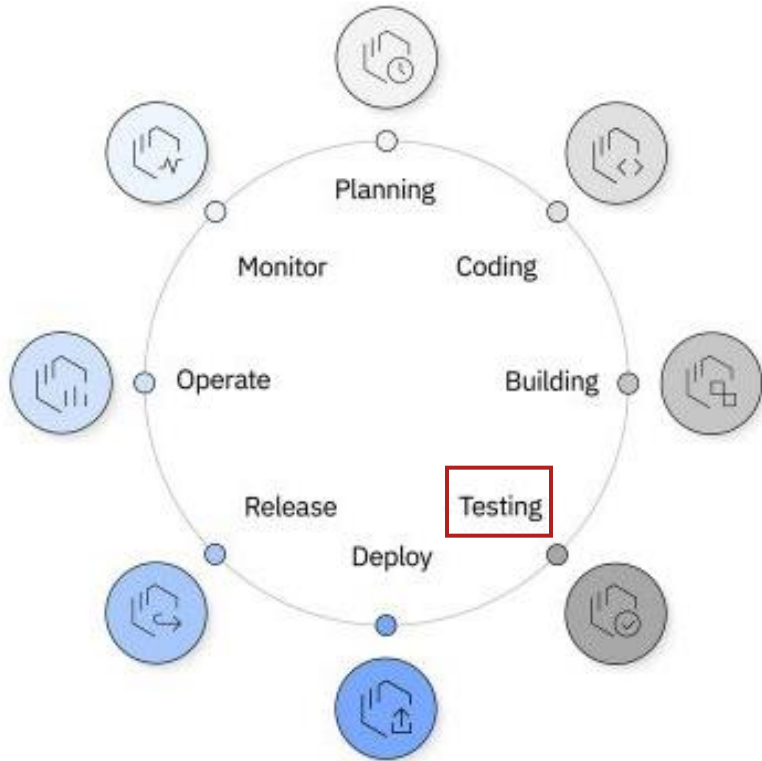 Planning
Monitor
Coding
Operate
Building
Release
Testing
Deploy